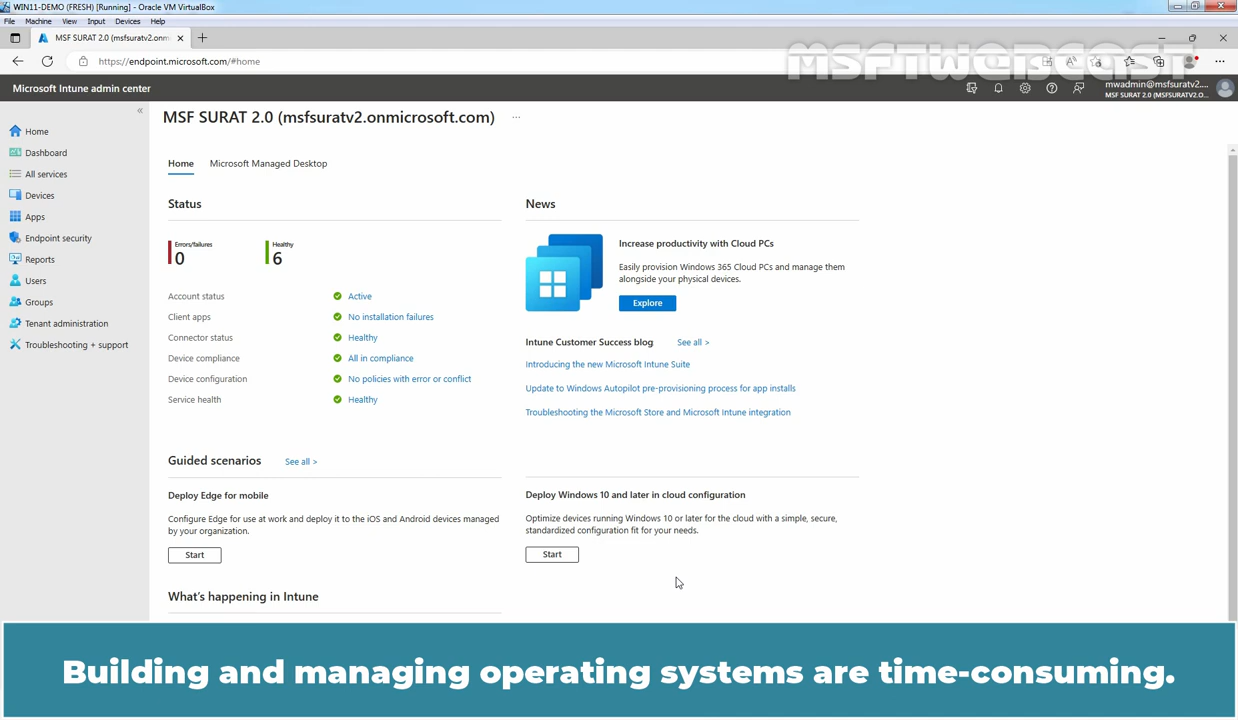 WIN11-DEMO (FRESH) [Running] - Oracle VM VirtualBox
File Machine View Input Devices Help
MSF SURAT 2.0 (msfsuratv2.onm
https://endpoint.microsoft.com/#home
MSFTWEBCAST
Microsoft Intune admin center
mwadmin@msfsuratv2....
MSF SURAT 2.0 (MSFSURATV2.O...
Home
Dashboard
All services
Devices
Apps
Endpoint security
Reports
Users
Groups
Tenant administration
Troubleshooting + support
MSF SURAT 2.0 (msfsuratv2.onmicrosoft.com) ...
Home Microsoft Managed Desktop
Status
Errors/failures
0
Healthy
6
Account status Active
Client apps No installation failures
Connector status Healthy
Device compliance All in compliance
Device configuration No policies with error or conflict
Service health Healthy
News
Increase productivity with Cloud PCs
Easily provision Windows 365 Cloud PCs and manage them
alongside your physical devices.
Explore
Intune Customer Success blog See all >
Introducing the new Microsoft Intune Suite
Update to Windows Autopilot pre-provisioning process for app installs
Troubleshooting the Microsoft Store and Microsoft Intune integration
Guided scenarios See all >
Deploy Edge for mobile
Configure Edge for use at work and deploy it to the iOS and Android devices managed
by your organization.
Start
Deploy Windows 10 and later in cloud configuration
Optimize devices running Windows 10 or later for the cloud with a simple, secure,
standardized configuration fit for your needs.
Start
What's happening in Intune
Building and managing operating systems are time-consuming.